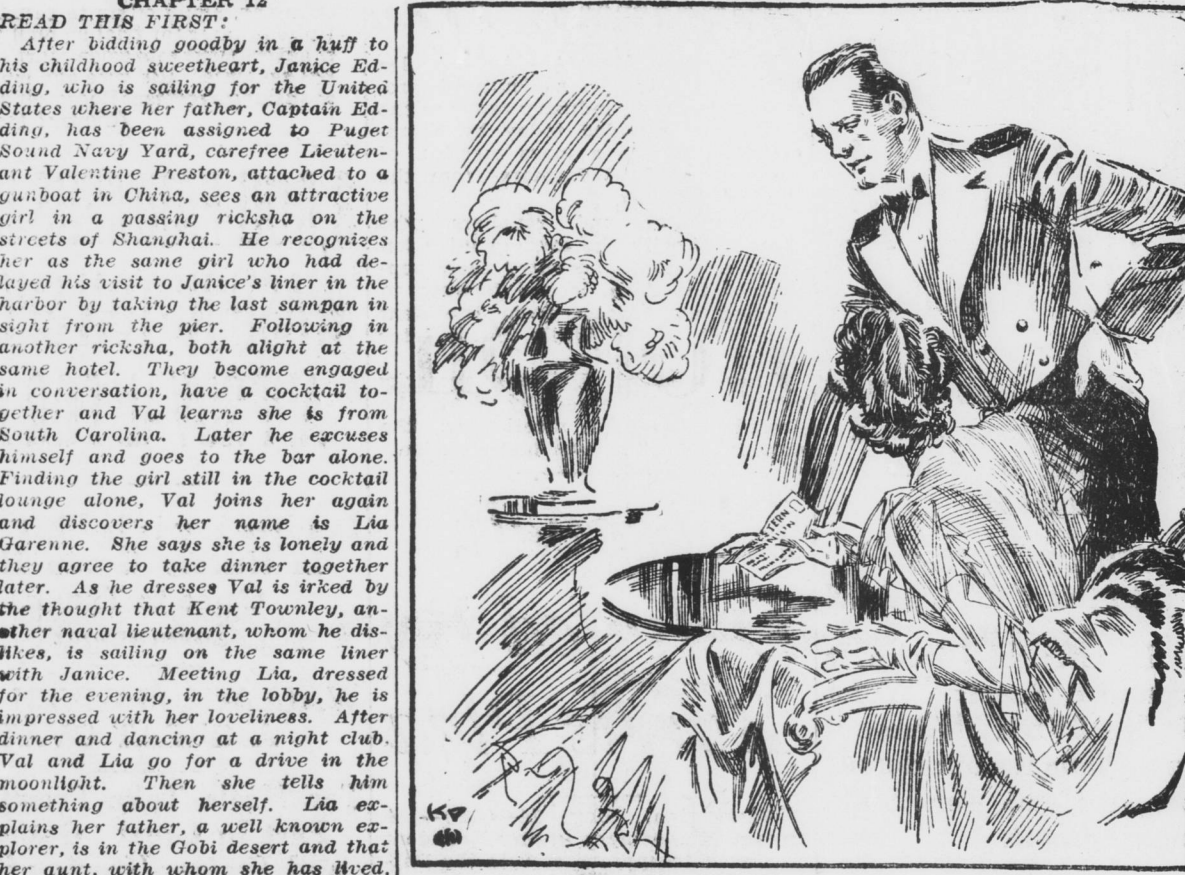 CHAPTER 12
READ THIS FIRST:
After bidding goodby in a huff to
his childhood sweetheart, Janice Ed-
ding, who is sailing for the United
States where her father, Captain Ed-
ding, has been assigned to Puget
Sound Navy Yard, carefree Lieuten-
ant Valentine Preston, attached to a
gunboat in China, sees an attractive
girl in a passing ricksha on the
streets of Shanghai. He recognizes
her as the same girl who had de-
layed his visit to Janice's liner in the
harbor by taking the last sampan in
sight from the pier. Following in
another ricksha, both alight at the
same hotel. They become engaged
in conversation, have a cocktail to-
gether and Val learns she is from
South Carolina. Later he excuses
himself and goes to the bar alone.
Finding the girl still in the cocktail
lounge alone, Val joins her again
and discovers her name is Lia
Garenne. She says she is lonely and
they agree to take dinner together
later. As he dresses Val is irked by
the thought that Kent Townley, an-
other naval lieutenant, whom he dis-
likes, is sailing on the same liner
with Janice. Meeting Lia, dressed
for the evening, in the lobby, he is
impressed with her loveliness. After
dinner and dancing at a night club,
Val and Lia go for a drive in the
moonlight. Then she tells him
something about herself. Lia ex-
plains her father, a well known ex-
plorer, is in the Gobi desert and that
her aunt, with whom she has lived,